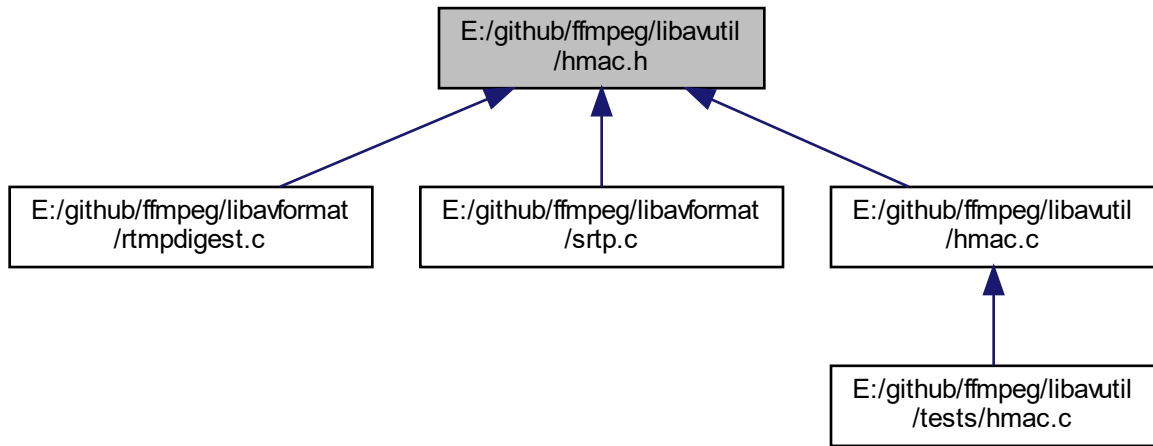 E:/github/ffmpeg/libavutil
/hmac.h
E:/github/ffmpeg/libavformat
/rtmpdigest.c
E:/github/ffmpeg/libavformat
/srtp.c
E:/github/ffmpeg/libavutil
/hmac.c
E:/github/ffmpeg/libavutil
/tests/hmac.c